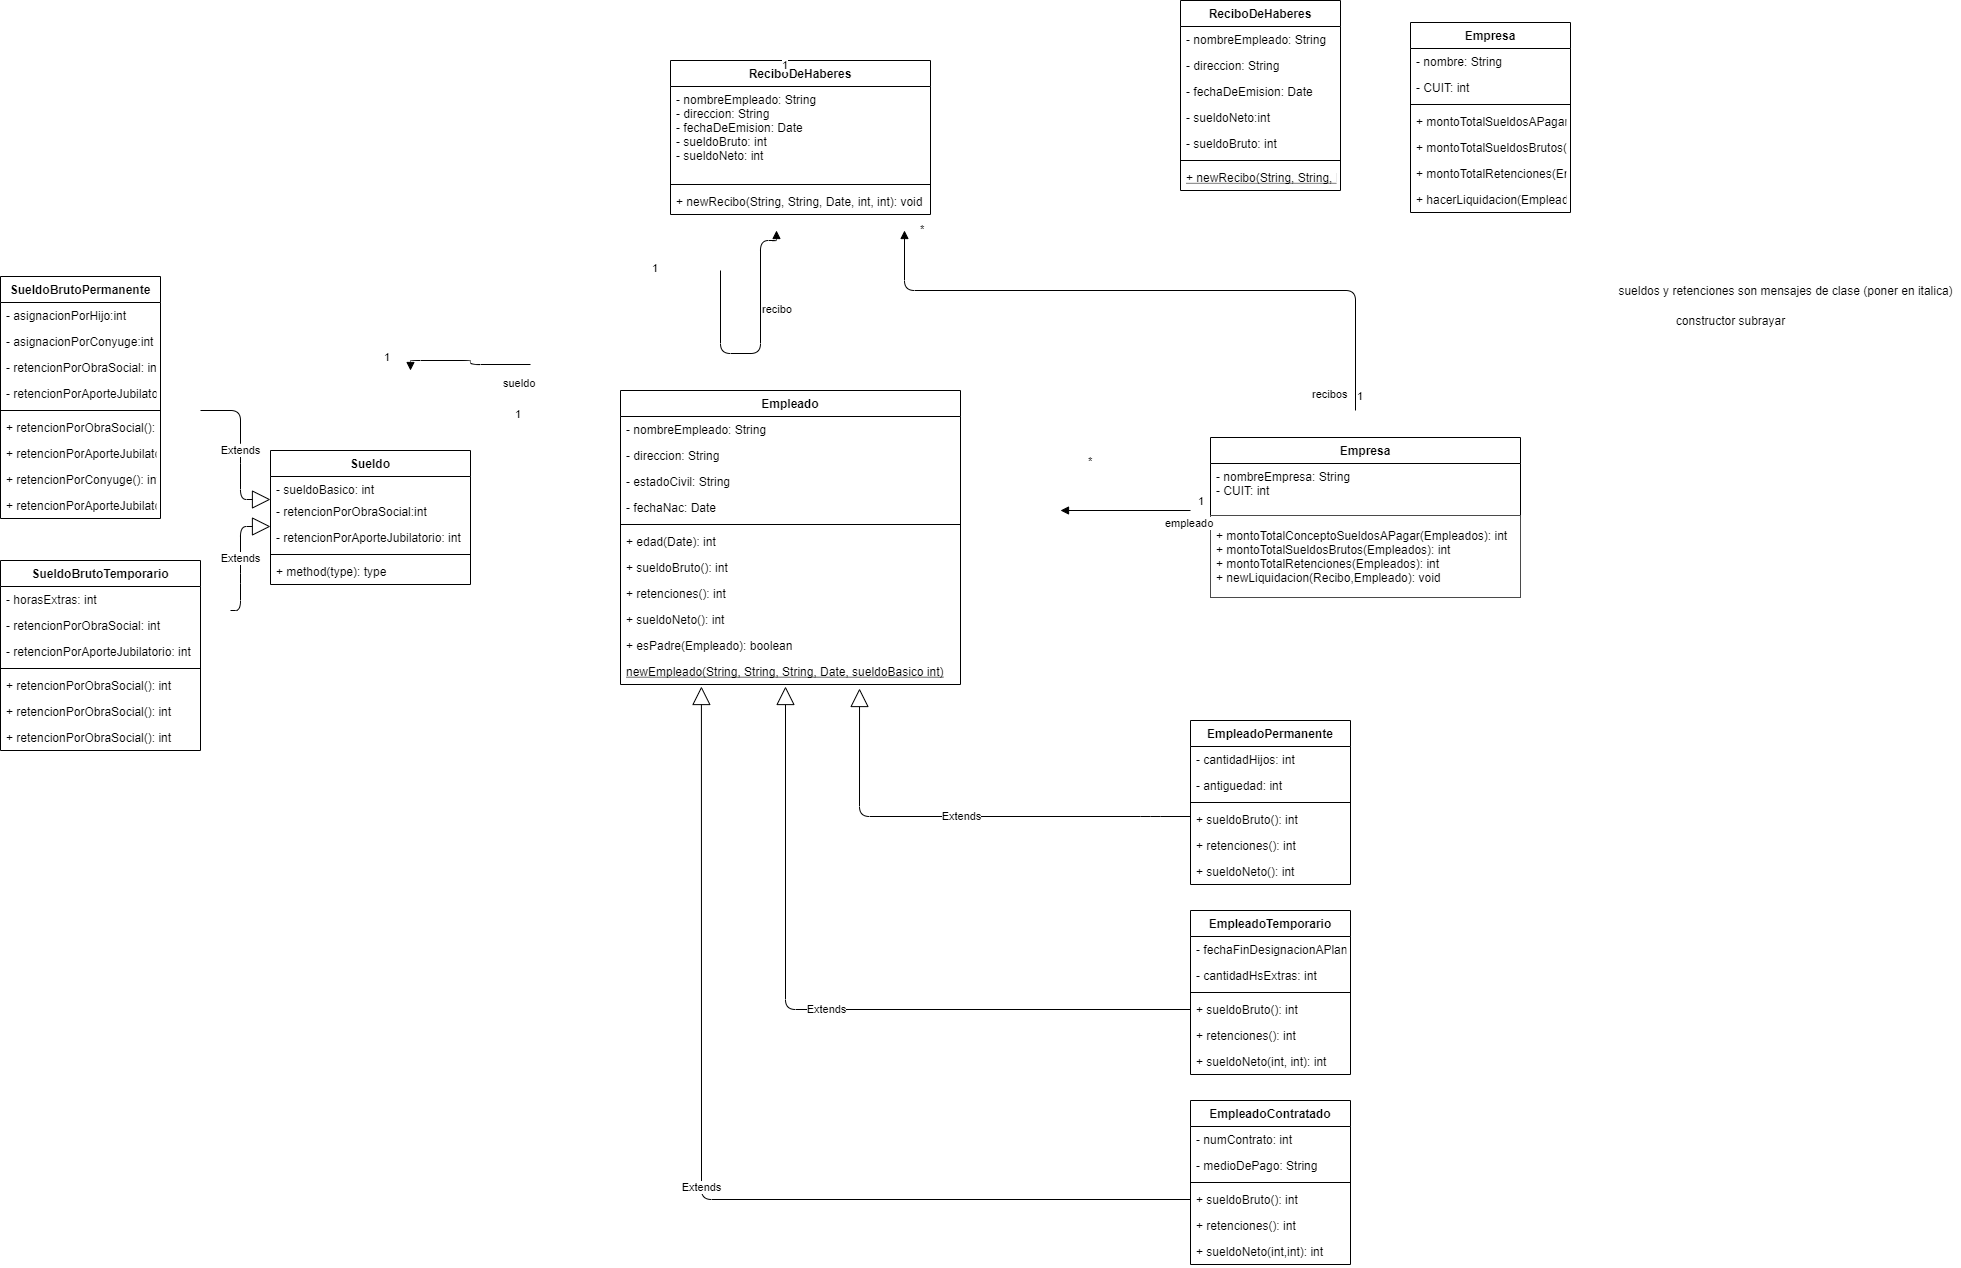 ReciboDeHaberes
- nombreEmpleado: String
- direccion: String
- fechaDeEmision: Date
- sueldoNeto:int
- sueldoBruto: int
+ newRecibo(String, String,
Empresa
- nombre: String
- CUIT: int
+ montoTotalSueldosAPagar
+ montoTotalSueldosBrutos(
+ montoTotalRetenciones(E
+ hacerLiquidacion(Emplead
1
ReciboDeHaberes
- nombreEmpleado: String
- direccion: String
- fechaDeEmision: Date
- sueldoBruto: int
- sueldoNeto: int
+ newRecibo(String, String, Date, int, int): void
*
1
recibo
sueldos y retenciones son mensajes de clase (poner en italica)
constructor subrayar
SueldoBrutoPermanente
- asignacionPorHijo:int
- asignacionPorConyuge:int
- retencionPorObraSocial: in
- retencionPorAporteJubilato
+ retencionPorObraSocial():
+ retencionPorAporteJubilat
+ retencionPorConyuge(): in
+ retencionPorAporteJubilat
1
sueldo
1
recibos
1
Extends
Sueldo
- sueldoBasico: int
- retencionPorObraSocial:int
- retencionPorAporteJubilatorio: int
+ method(type): type
Extends
SueldoBrutoTemporario
- horasExtras: int
- retencionPorObraSocial: int
- retencionPorAporteJubilatorio: int
+ retencionPorObraSocial(): int
+ retencionPorObraSocial(): int
+ retencionPorObraSocial(): int
Empleado
- nombreEmpleado: String
- direccion: String
- estadoCivil: String
- fechaNac: Date
+ edad(Date): int
+ sueldoBruto(): int
+ retenciones(): int
+ sueldoNeto(): int
+ esPadre(Empleado): boolean
newEmpleado(String, String, String, Date, sueldoBasico int)
*
1
empleado
Empresa
- nombreEmpresa: String
- CUIT: int
+ montoTotalConceptoSueldosAPagar(Empleados): int
+ montoTotalSueldosBrutos(Empleados): int
+ montoTotalRetenciones(Empleados): int
+ newLiquidacion(Recibo,Empleado): void
EmpleadoPermanente
- cantidadHijos: int
- antiguedad: int
+ sueldoBruto(): int
+ retenciones(): int
+ sueldoNeto(): int
Extends
EmpleadoTemporario
- fechaFinDesignacionAPlan
- cantidadHsExtras: int
+ sueldoBruto(): int
+ retenciones(): int
+ sueldoNeto(int, int): int
Extends
EmpleadoContratado
- numContrato: int
- medioDePago: String
+ sueldoBruto(): int
+ retenciones(): int
+ sueldoNeto(int,int): int
Extends